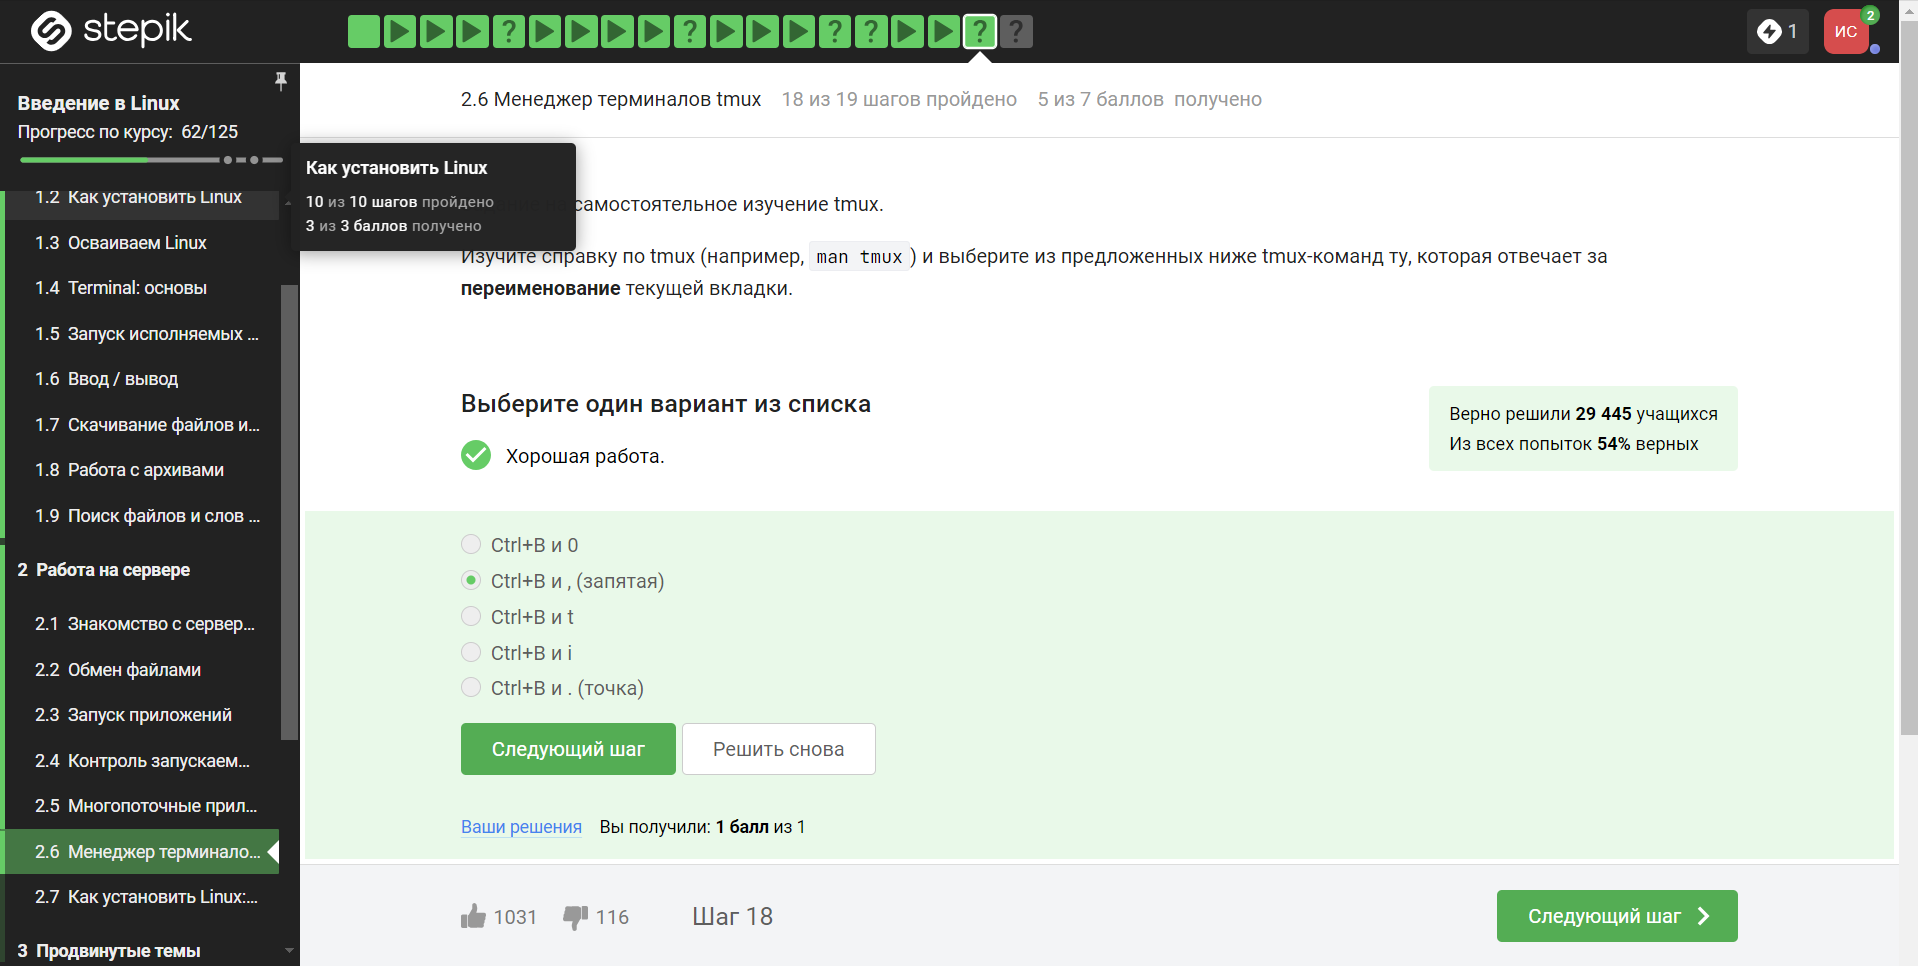 stepik
? ? ? ? ? ?
1
ИС
2
Введение в Linux
Прогресс по курсу: 62/125
2.6 Менеджер терминалов tmux 18 из 19 шагов пройдено 5 из 7 баллов получено
Как установить Linux
10 из 10 шагов пройдено
3 из 3 баллов получено
1.2 Как установить Linux
1.3 Осваиваем Linux
1.4 Terminal: основы
1.5 Запуск исполняемых ...
1.6 Ввод / вывод
1.7 Скачивание файлов и...
1.8 Работа с архивами
1.9 Поиск файлов и слов ...
2 Работа на сервере
2.1 Знакомство с сервер...
2.2 Обмен файлами
2.3 Запуск приложений
2.4 Контроль запускаем...
2.5 Многопоточные прил...
2.6 Менеджер терминало...
2.7 Как установить Linux:...
3 Продвинутые темы
самостоятельное изучение tmux.
Изучите справку по tmux (например, man tmux) и выберите из предложенных ниже tmux-команд ту, которая отвечает за
переименование текущей вкладки.
Выберите один вариант из списка
Хорошая работа.
Верно решили 29 445 учащихся
Из всех попыток 54% верных
Ctrl+B и 0
Ctrl+B и , (запятая)
Ctrl+B и t
Ctrl+B и i
Ctrl+B и . (точка)
Следующий шаг
Решить снова
Ваши решения Вы получили: 1 балл из 1
1031
116
Шаг 18
Следующий шаг